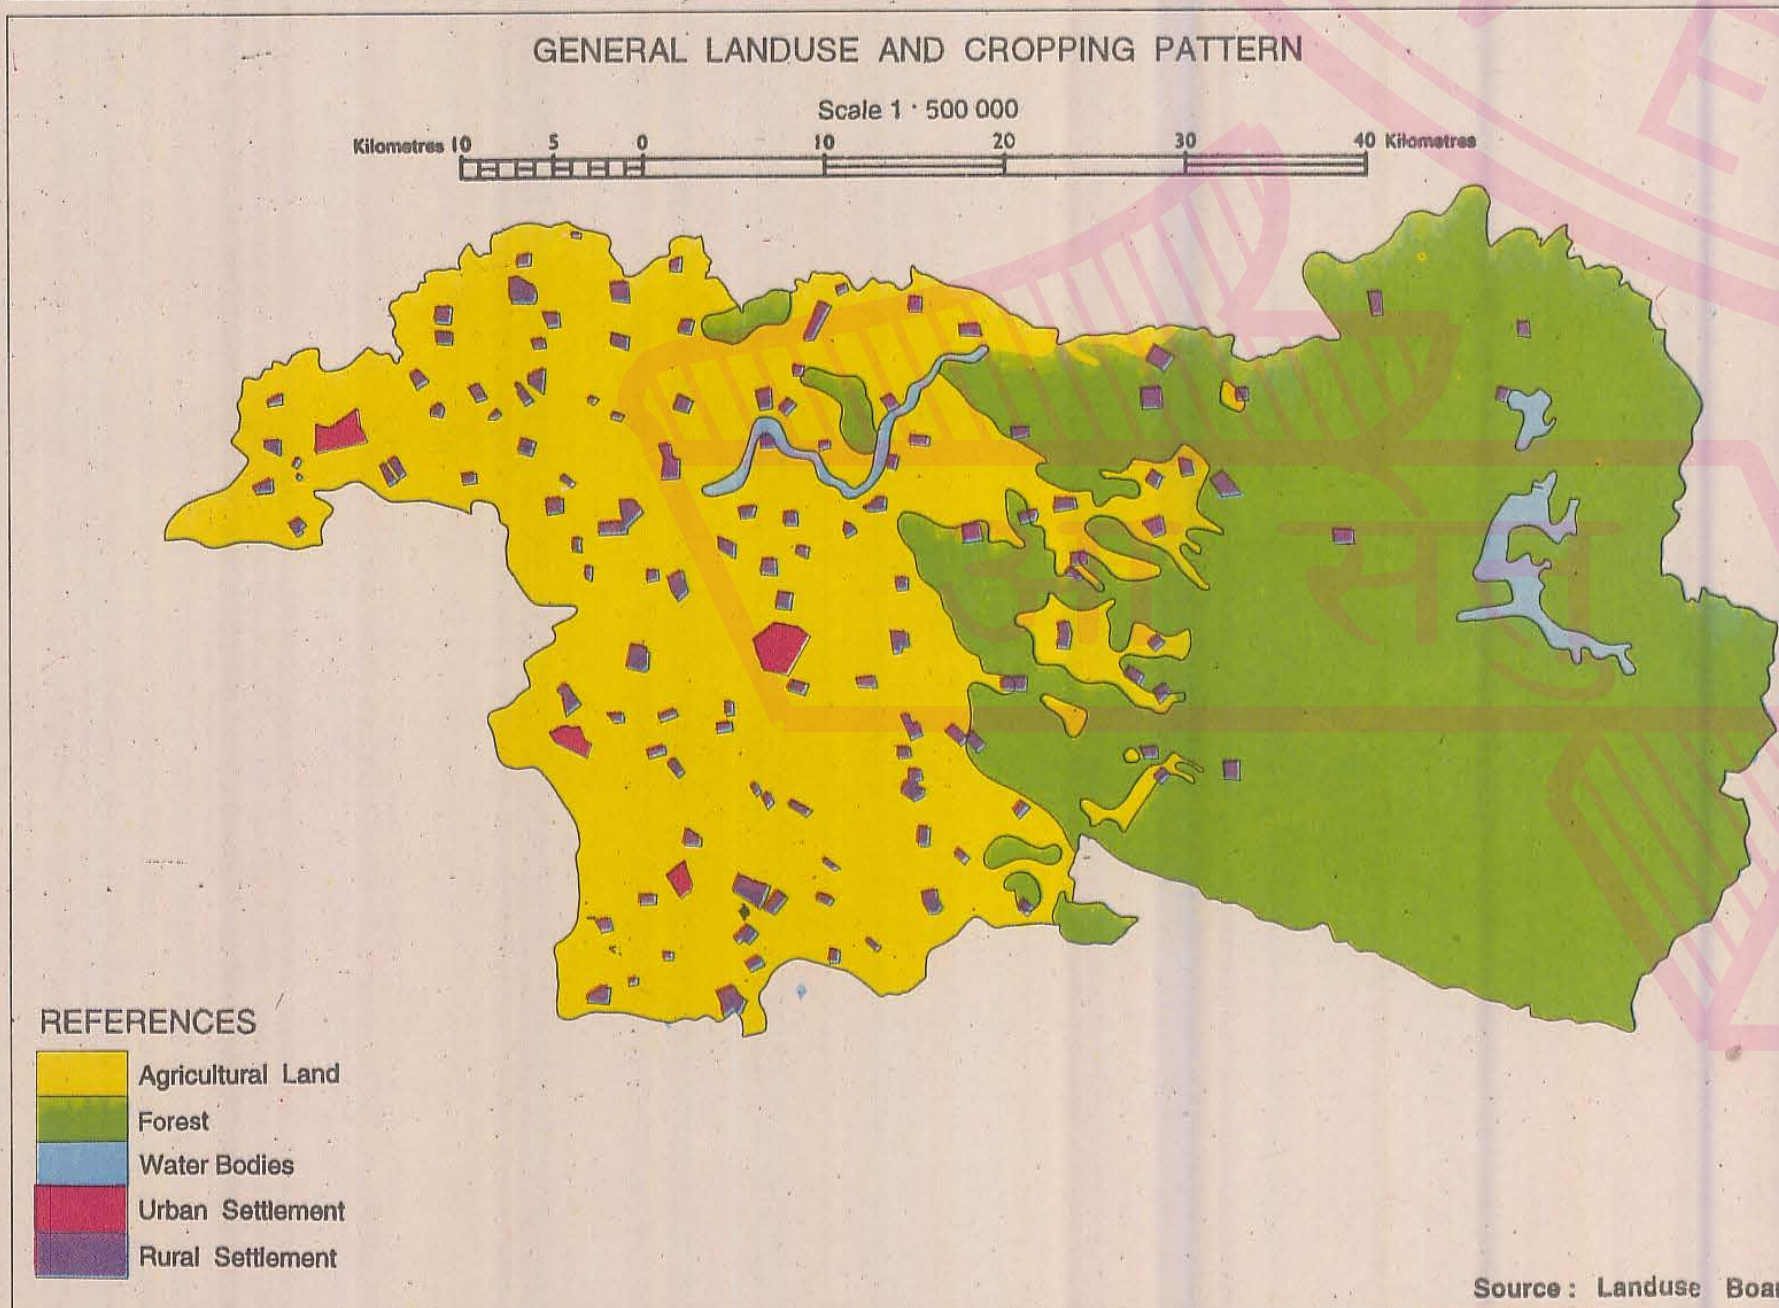 GENERAL LANDUSE AND CROPPING PATTERN
Scale 1 · 500 000
Kilometres 10 5 0 10 20 30 40 Kilometres
REFERENCES
Agricultural Land
Forest
Water Bodies
Urban Settlement
Rural Settlement
Source : Landuse Boar